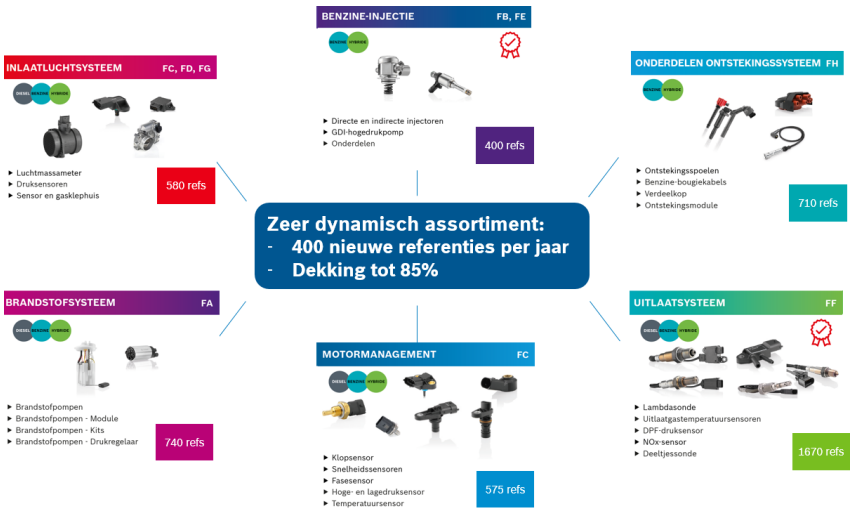 BENZINE-INJECTIE FB, FE
BENZINE HYBRIDE
Directe en indirecte injectoren
GDI-hogedrukpomp
Onderdelen
400 refs
INLAATLUCHTSYSTEEM FC, FD, FG
DIESEL BENZINE HYBRIDE
Luchtmassameter
Druksensoren
Sensor en gasklephuis
580 refs
ONDERDELEN ONTSTEKINGSSYSTEEM FH
BENZINE HYBRIDE
Ontstekingsspoelen
Benzine-bougiekabels
Verdeelkop
Ontstekingsmodule
710 refs
Zeer dynamisch assortiment:
- 400 nieuwe referenties per jaar
- Dekking tot 85%
BRANDSTOFSYSTEEM FA
DIESEL BENZINE HYBRIDE
Brandstofpompen
Brandstofpompen - Module
Brandstofpompen - Kits
Brandstofpompen - Drukregelaar
740 refs
MOTORMANAGEMENT FC
DIESEL BENZINE HYBRIDE
Klopsensor
Snelheidssensoren
Fasesensor
Hoge- en lagedruksensor
Temperatuursensor
575 refs
UITLAATSYSTEEM FF
DIESEL BENZINE HYBRIDE
Lambdasonde
Uitlaatgastemperatuursensoren
DPF-druksensor
NOx-sensor
Deeltjessonde
1670 refs